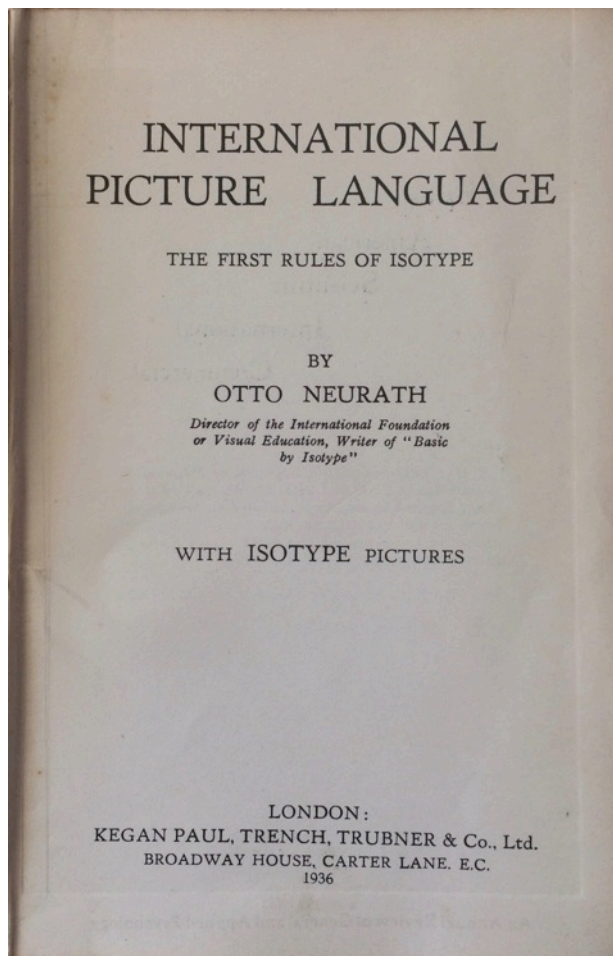 INTERNATIONAL
PICTURE LANGUAGE
THE FIRST RULES OF ISOTYPE
BY
OTTO NEURATH
Director of the International Foundation
or Visual Education, Writer of "Basic
by Isotype"
WITH ISOTYPE PICTURES
LONDON:
KEGAN PAUL, TRENCH, TRUBNER & Co., Ltd.
BROADWAY HOUSE, CARTER LANE. E.C.
1936